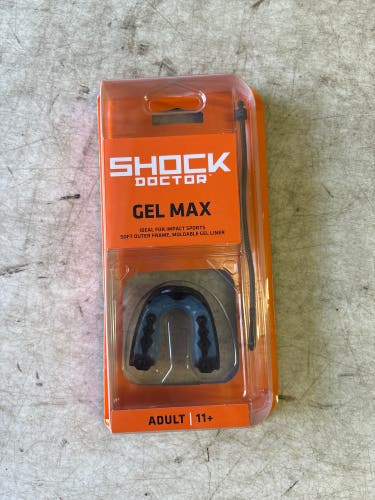 SHOCK
DOCTOR
GEL MAX
IDEAL FOR IMPACT SPORTS
SOFT OUTER FRAME, MOLDABLE GEL LINER
ADULT | 11+